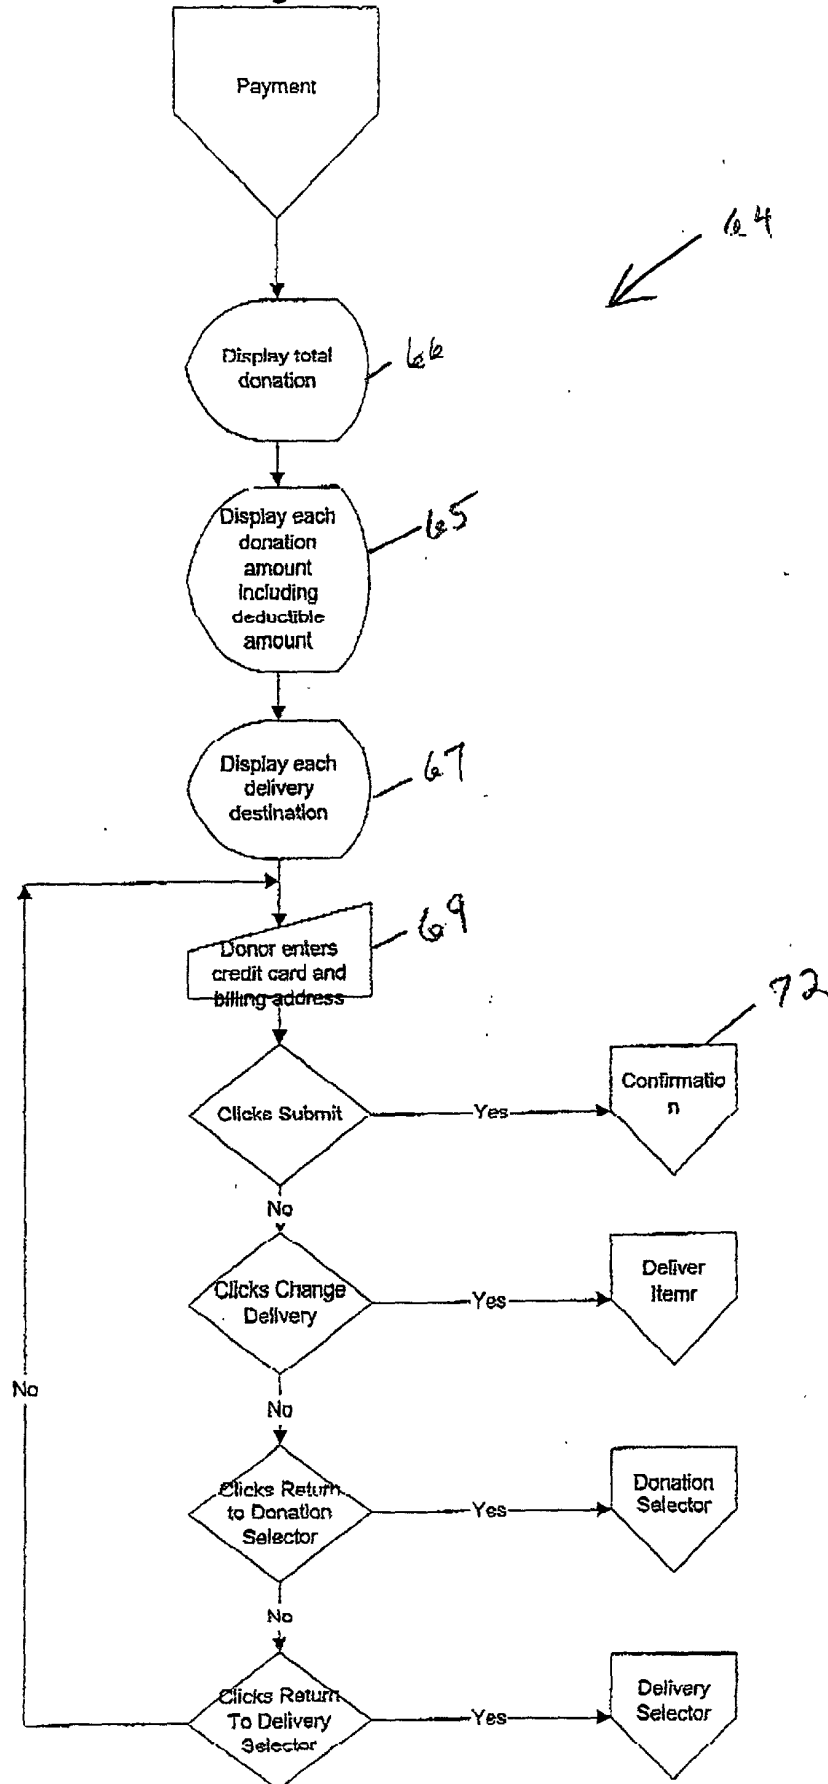 Payment
64
Display total
donation
66
Display each
donation
amount
including
deductible
amount
65
Display each
delivery
destination
67
Donor enters
credit card and
billing address
69
72
Clicks Submit
Yes
Confirmatio
n
No
Clicks Change
Delivery
Yes
Deliver
Itemr
No
No
Clicks Return
to Donation
Selector
Yes
Donation
Selector
No
Clicks Return
To Delivery
Selector
Yes
Delivery
Selector